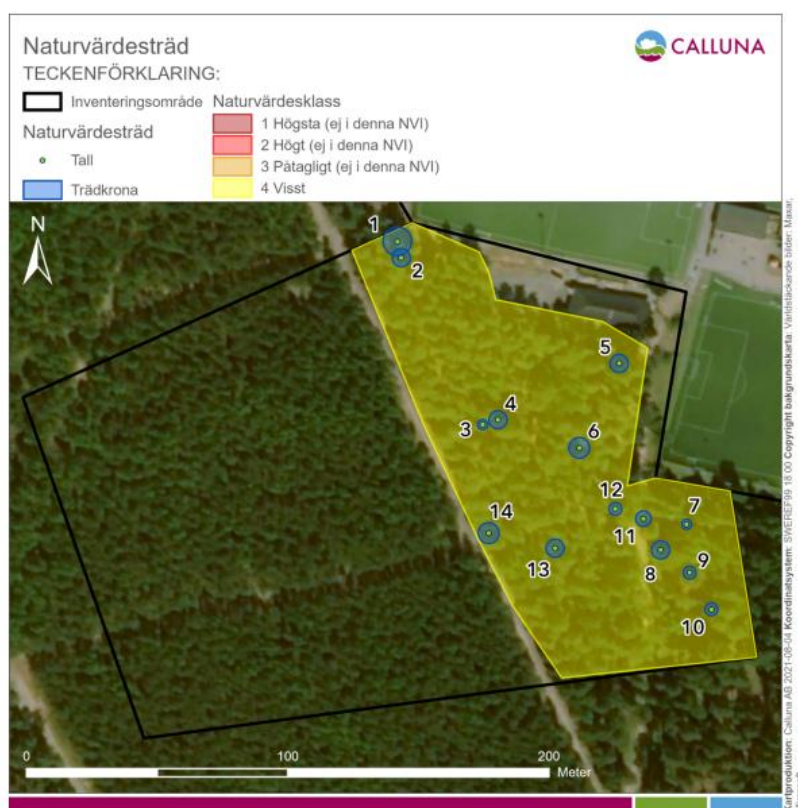 Naturvärdesträd
CALLUNA
TECKENFÖRKLARING:
Inventeringsområde
Naturvärdesklass
Naturvärdesträd
1 Högsta (ej i denna NVI)
2 Högt (ej i denna NVI)
Tall
3 Påtagligt (ej i denna NVI)
Trädkrona
4 Visst
N
1
2
5
4
3
6
12
7
14
11
13
8
9
10
0
100
200
Meter
Kartproduktion: Calluna AB 2021-08-04 Koordinatsystem: SWEREF99 18 00 Copyright bakgrundskarta: Världstäckande bilder: Maxar,